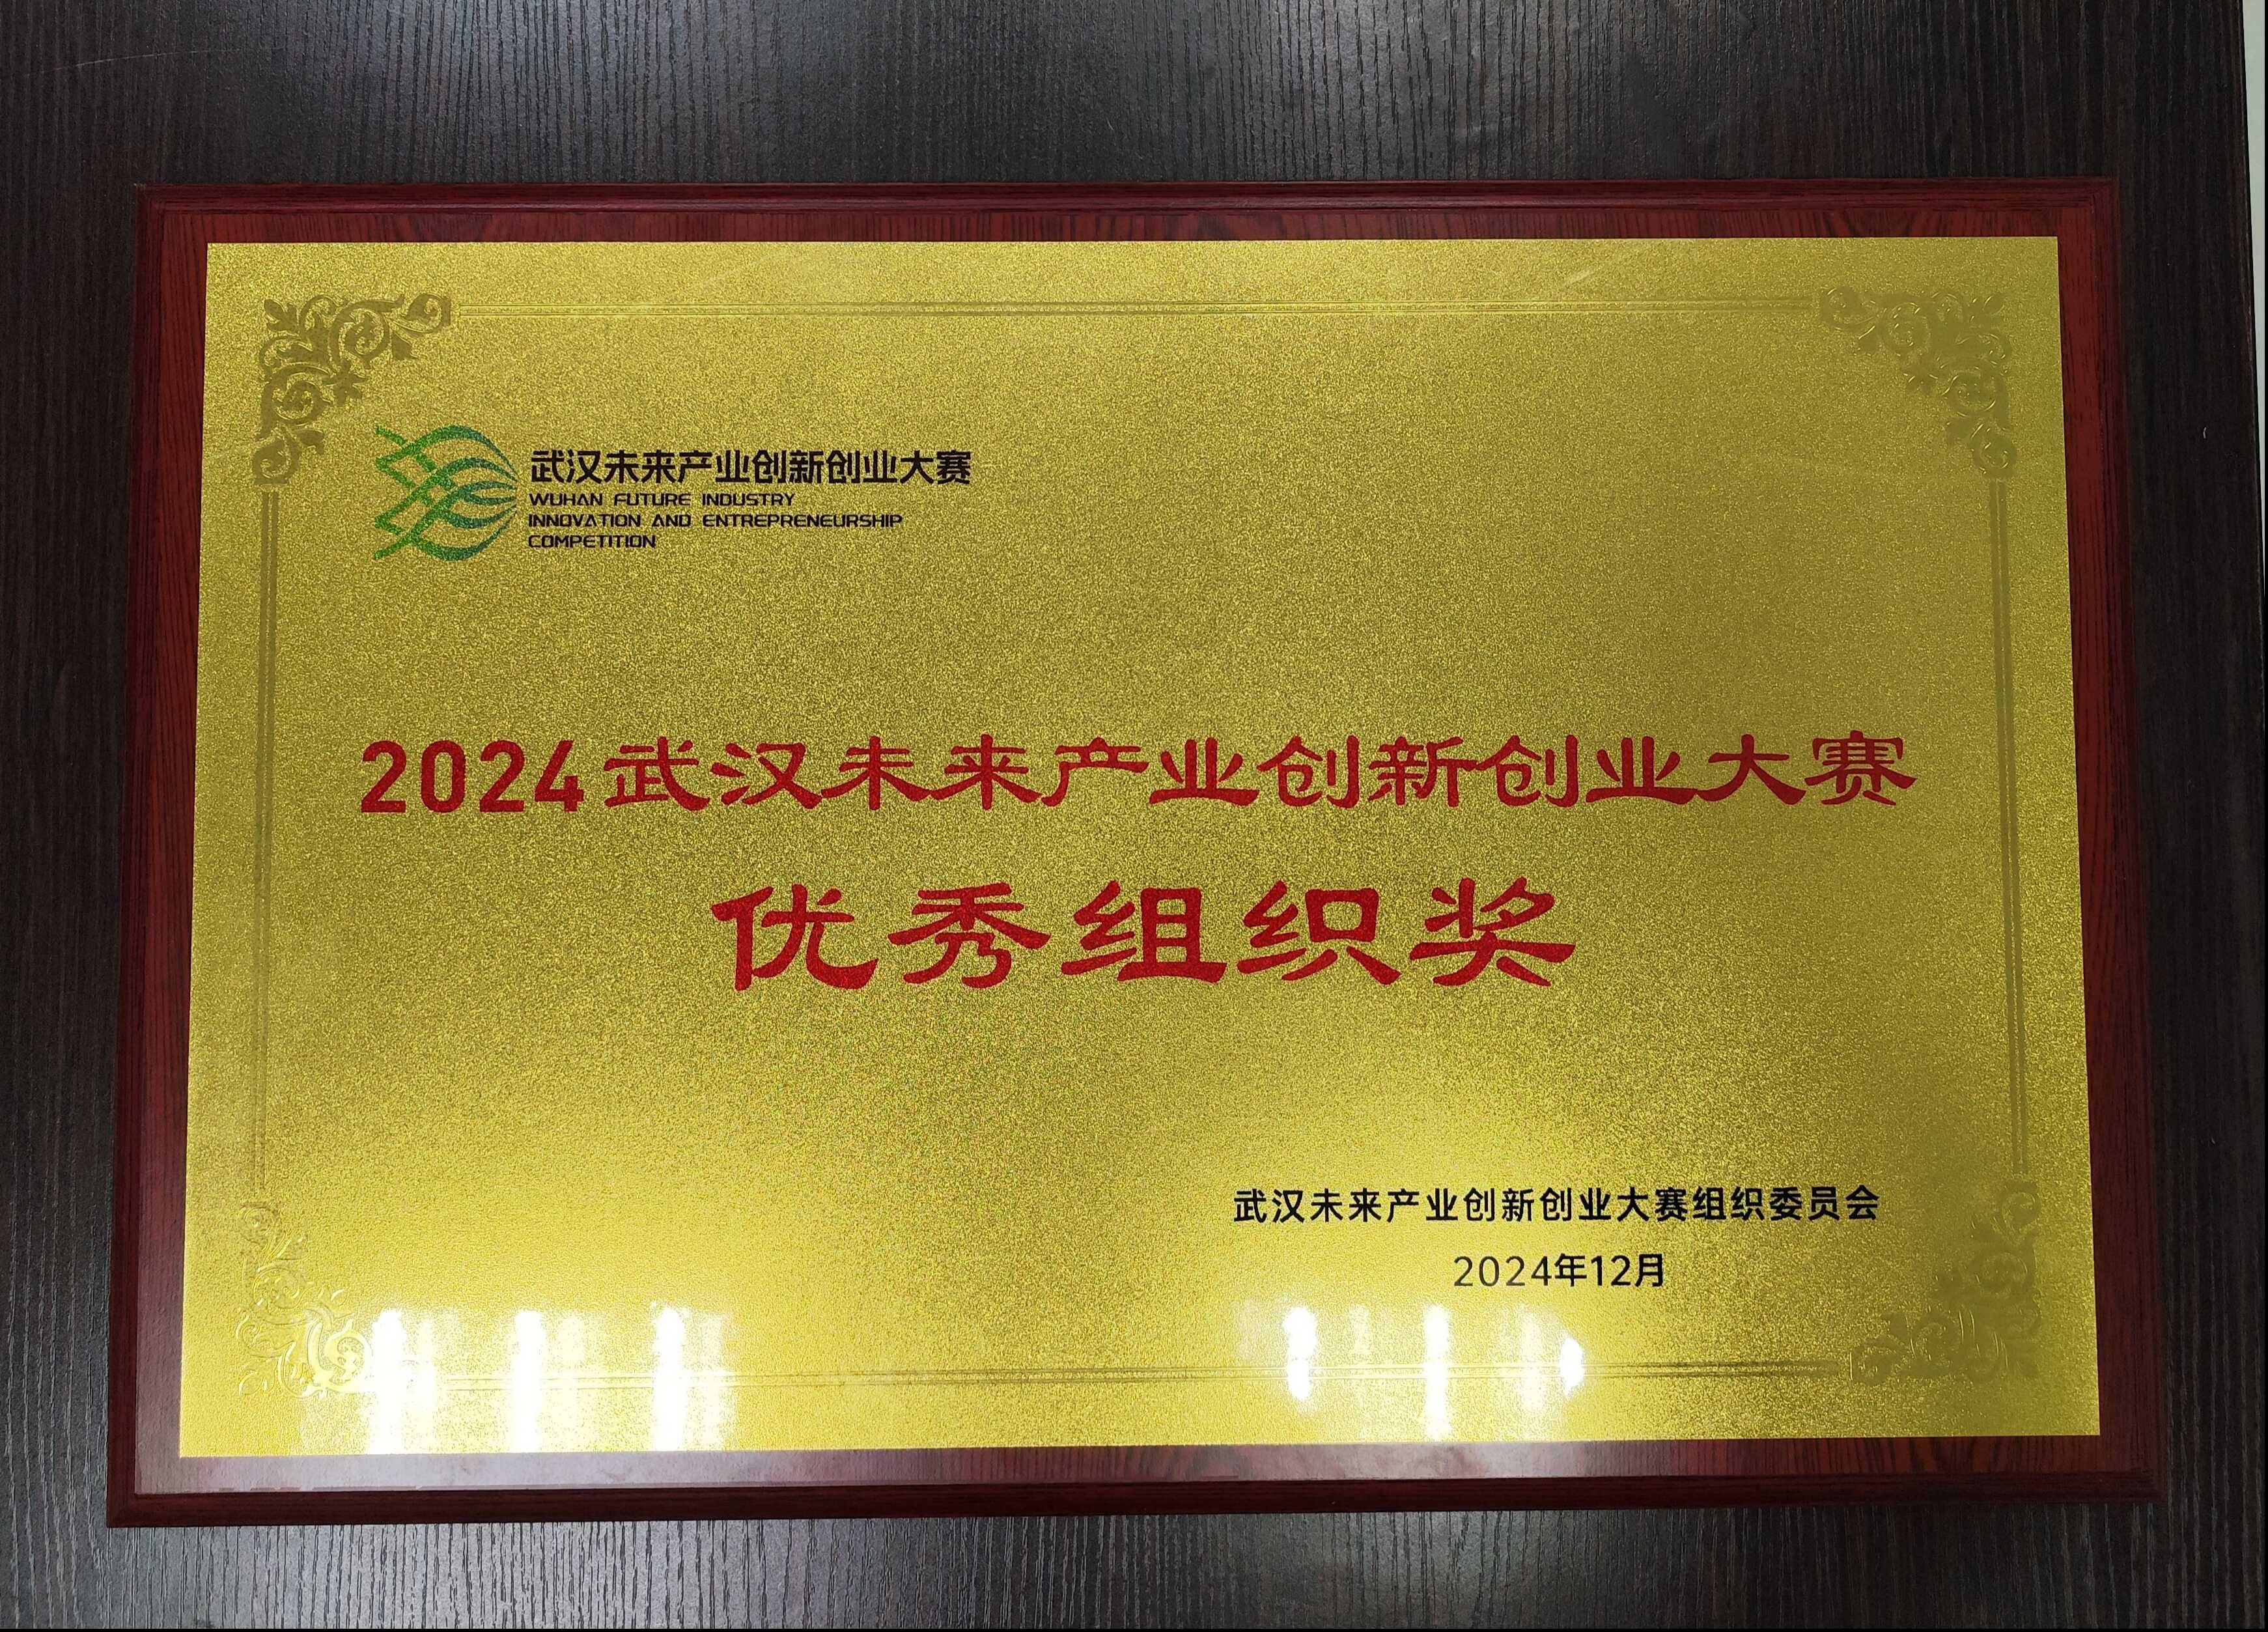 武汉未来产业创新创业大赛
WUHAN FUTURE INDUSTRY
INNOVATION AND ENTREPRENEURSHIP
COMPETITION
2024武汉未来产业创新创业大赛
优秀组织奖
武汉未来产业创新创业大赛组织委员会
2024年12月